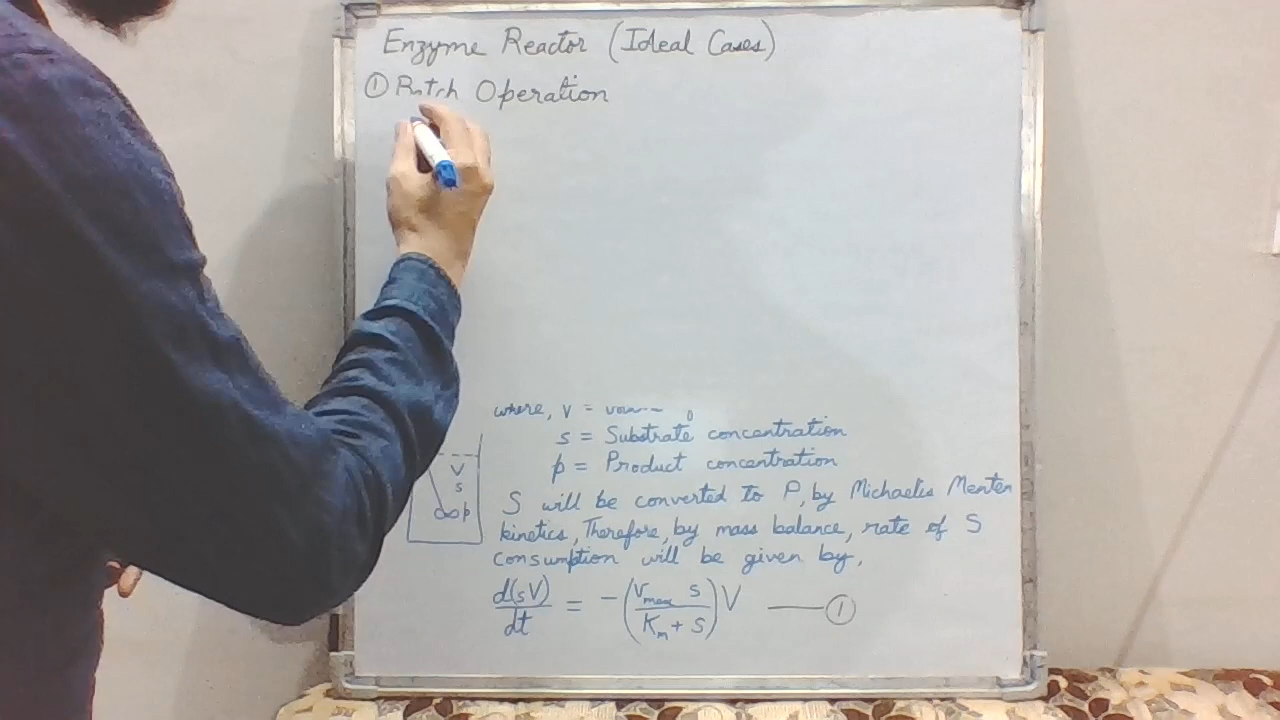 Enzyme Reactor (Ideal Cases)
① Batch Operation
where, V =
s = Substrate concentration
p = Product concentration
V
s
p
S will be converted to P, by Michaelis Menten
kinetics, Therefore, by mass balance, rate of S
consumption will be given by,
d(sV)/dt = -(Vmax s/Km + s)V —— ①